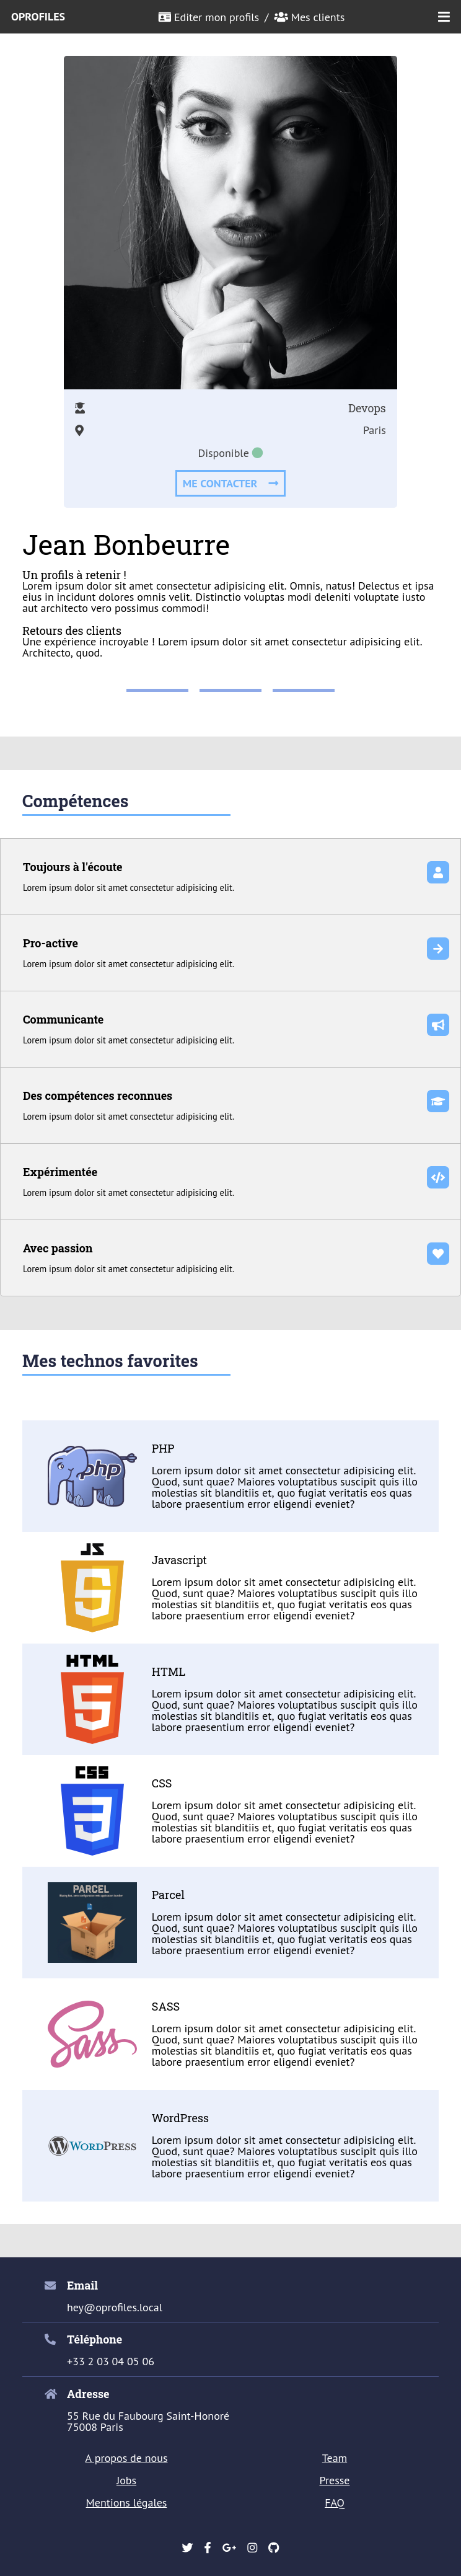 OPROFILES
Editer mon profils / Mes clients
Devops
Paris
Disponible
ME CONTACTER
Jean Bonbeurre
Un profils à retenir !
Lorem ipsum dolor sit amet consectetur adipisicing elit. Omnis, natus! Delectus et ipsa
eius in incidunt dolores omnis velit. Distinctio voluptas modi deleniti voluptate iusto
aut architecto vero possimus commodi!
Retours des clients
Une expérience incroyable ! Lorem ipsum dolor sit amet consectetur adipisicing elit.
Architecto, quod.
Compétences
Toujours à l'écoute
Lorem ipsum dolor sit amet consectetur adipisicing elit.
Pro-active
Lorem ipsum dolor sit amet consectetur adipisicing elit.
Communicante
Lorem ipsum dolor sit amet consectetur adipisicing elit.
Des compétences reconnues
Lorem ipsum dolor sit amet consectetur adipisicing elit.
Expérimentée
Lorem ipsum dolor sit amet consectetur adipisicing elit.
Avec passion
Lorem ipsum dolor sit amet consectetur adipisicing elit.
Mes technos favorites
php
PHP
Lorem ipsum dolor sit amet consectetur adipisicing elit.
Quod, sunt quae? Maiores voluptatibus suscipit quis illo
molestias sit blanditiis et, quo fugiat veritatis eos quas
labore praesentium error eligendi eveniet?
JS
5
Javascript
Lorem ipsum dolor sit amet consectetur adipisicing elit.
Quod, sunt quae? Maiores voluptatibus suscipit quis illo
molestias sit blanditiis et, quo fugiat veritatis eos quas
labore praesentium error eligendi eveniet?
HTML
5
HTML
Lorem ipsum dolor sit amet consectetur adipisicing elit.
Quod, sunt quae? Maiores voluptatibus suscipit quis illo
molestias sit blanditiis et, quo fugiat veritatis eos quas
labore praesentium error eligendi eveniet?
CSS
3
CSS
Lorem ipsum dolor sit amet consectetur adipisicing elit.
Quod, sunt quae? Maiores voluptatibus suscipit quis illo
molestias sit blanditiis et, quo fugiat veritatis eos quas
labore praesentium error eligendi eveniet?
PARCEL
Parcel
Lorem ipsum dolor sit amet consectetur adipisicing elit.
Quod, sunt quae? Maiores voluptatibus suscipit quis illo
molestias sit blanditiis et, quo fugiat veritatis eos quas
labore praesentium error eligendi eveniet?
Sass
SASS
Lorem ipsum dolor sit amet consectetur adipisicing elit.
Quod, sunt quae? Maiores voluptatibus suscipit quis illo
molestias sit blanditiis et, quo fugiat veritatis eos quas
labore praesentium error eligendi eveniet?
WORDPRESS
WordPress
Lorem ipsum dolor sit amet consectetur adipisicing elit.
Quod, sunt quae? Maiores voluptatibus suscipit quis illo
molestias sit blanditiis et, quo fugiat veritatis eos quas
labore praesentium error eligendi eveniet?
Email
hey@oprofiles.local
Téléphone
+33 2 03 04 05 06
Adresse
55 Rue du Faubourg Saint-Honoré
75008 Paris
A propos de nous
Team
Jobs
Presse
Mentions légales
FAQ